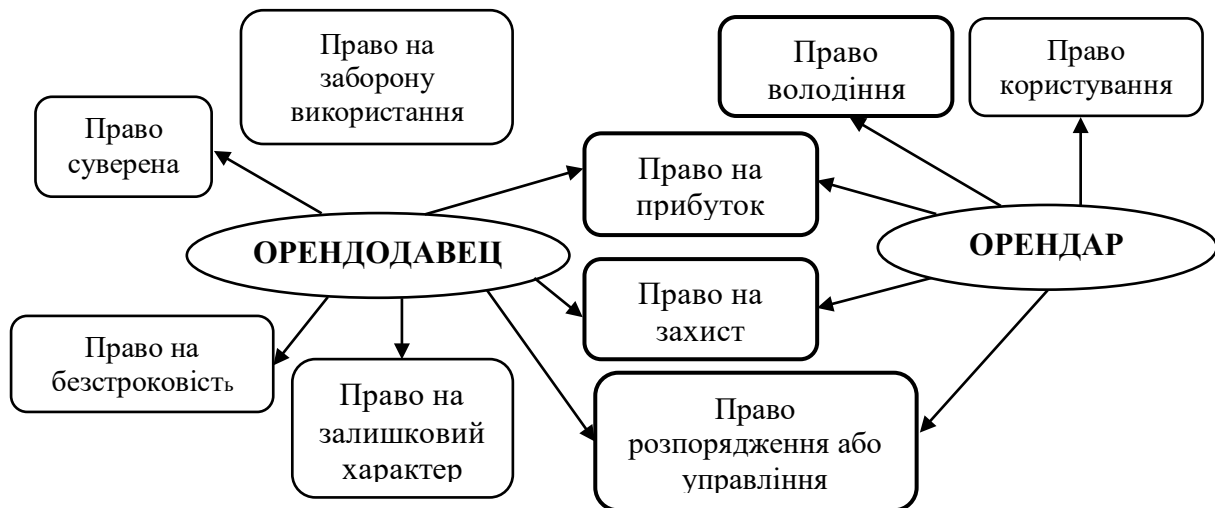 Право на
заборону
використання
Право
володіння
Право
користування
Право
суверена
Право на
прибуток
ОРЕНДОДАВЕЦ
ОРЕНДАР
Право на
захист
Право на
безстроковість
Право на
залишковий
характер
Право
розпорядження або
управління